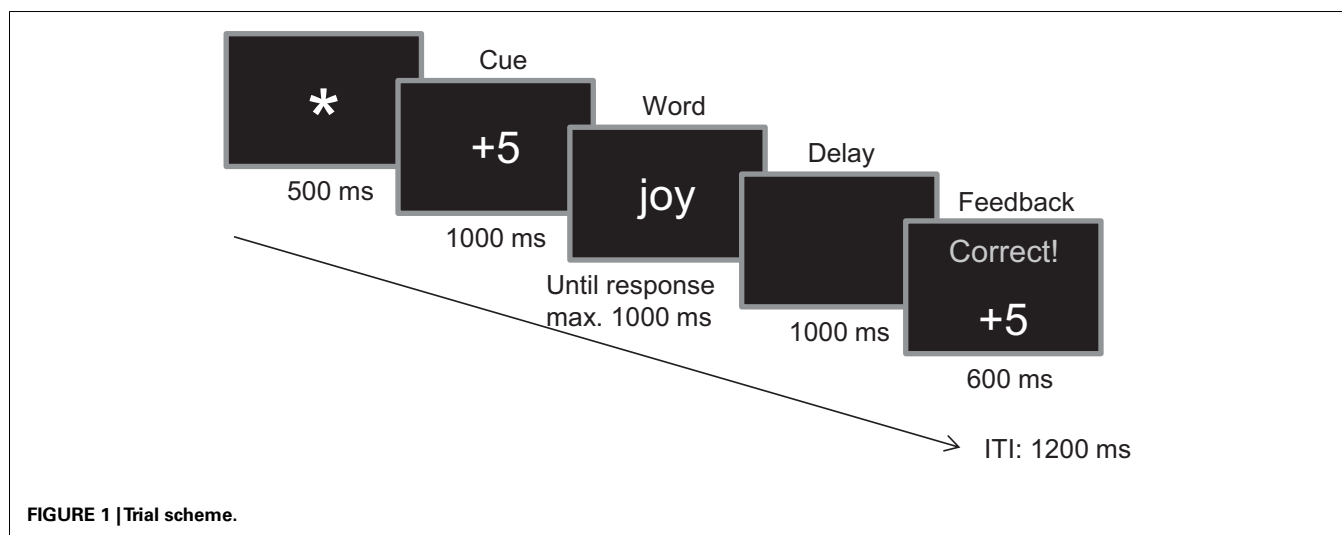 *
500 ms
Cue
+5
1000 ms
Word
joy
Until response
max. 1000 ms
Delay
1000 ms
Feedback
Correct!
+5
600 ms
ITI: 1200 ms
FIGURE 1 | Trial scheme.